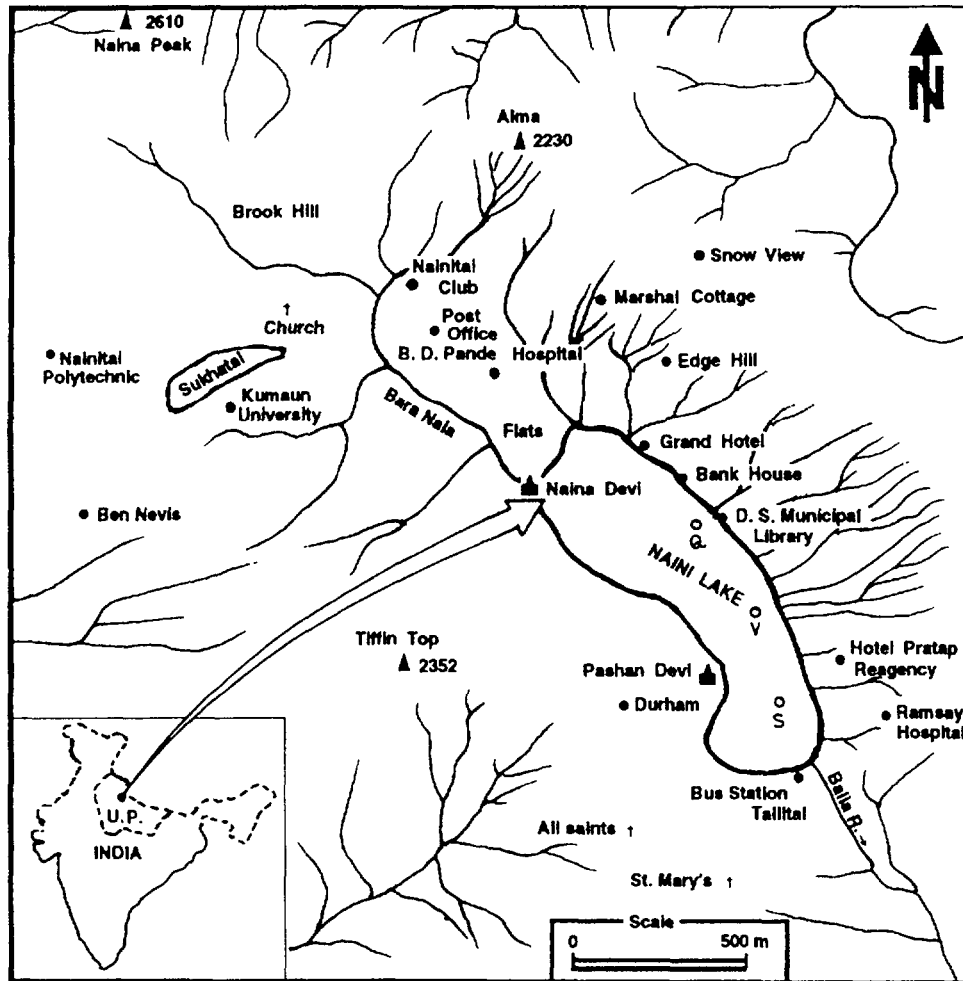 2610
Naina Peak
N
Alma
2230
Brook Hill
Snow View
Nainital
Club
Marshal Cottage
Church
Post
Office
B. D. Pande Hospital
Nainital
Polytechnic
Sukhatal
Edge Hill
Kumaun
University
Bara Nala
Flats
Grand Hotel
Bank House
Naina Devi
Ben Nevis
D. S. Municipal
Library
Q
NAINI LAKE
V
Tiffin Top
2352
Pashan Devi
Hotel Pratap
Reagency
Durham
S
Ramsay
Hospital
Bus Station
Tallital
Balia R.
U.P.
INDIA
All saints
St. Mary's
Scale
0 500 m